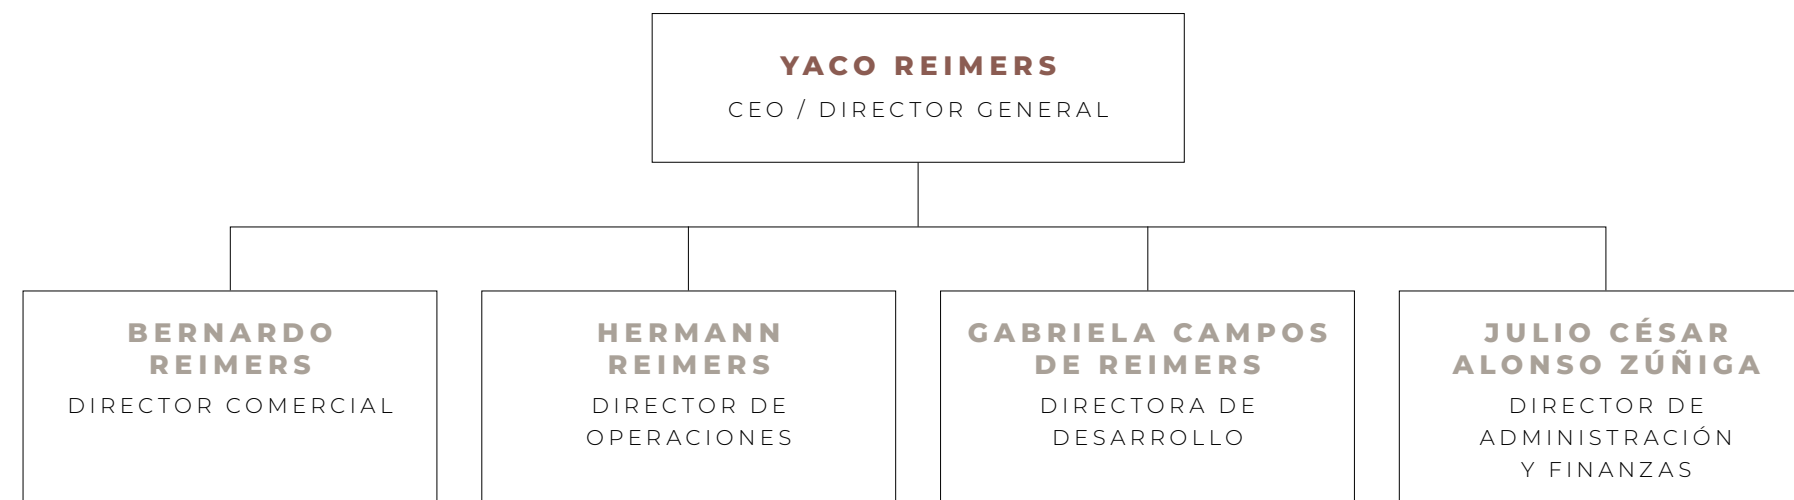 YACO REIMERS
CEO / DIRECTOR GENERAL
BERNARDO
REIMERS
DIRECTOR COMERCIAL
HERMANN
REIMERS
DIRECTOR DE
OPERACIONES
GABRIELA CAMPOS
DE REIMERS
DIRECTORA DE
DESARROLLO
JULIO CÉSAR
ALONSO ZÚÑIGA
DIRECTOR DE
ADMINISTRACIÓN
Y FINANZAS